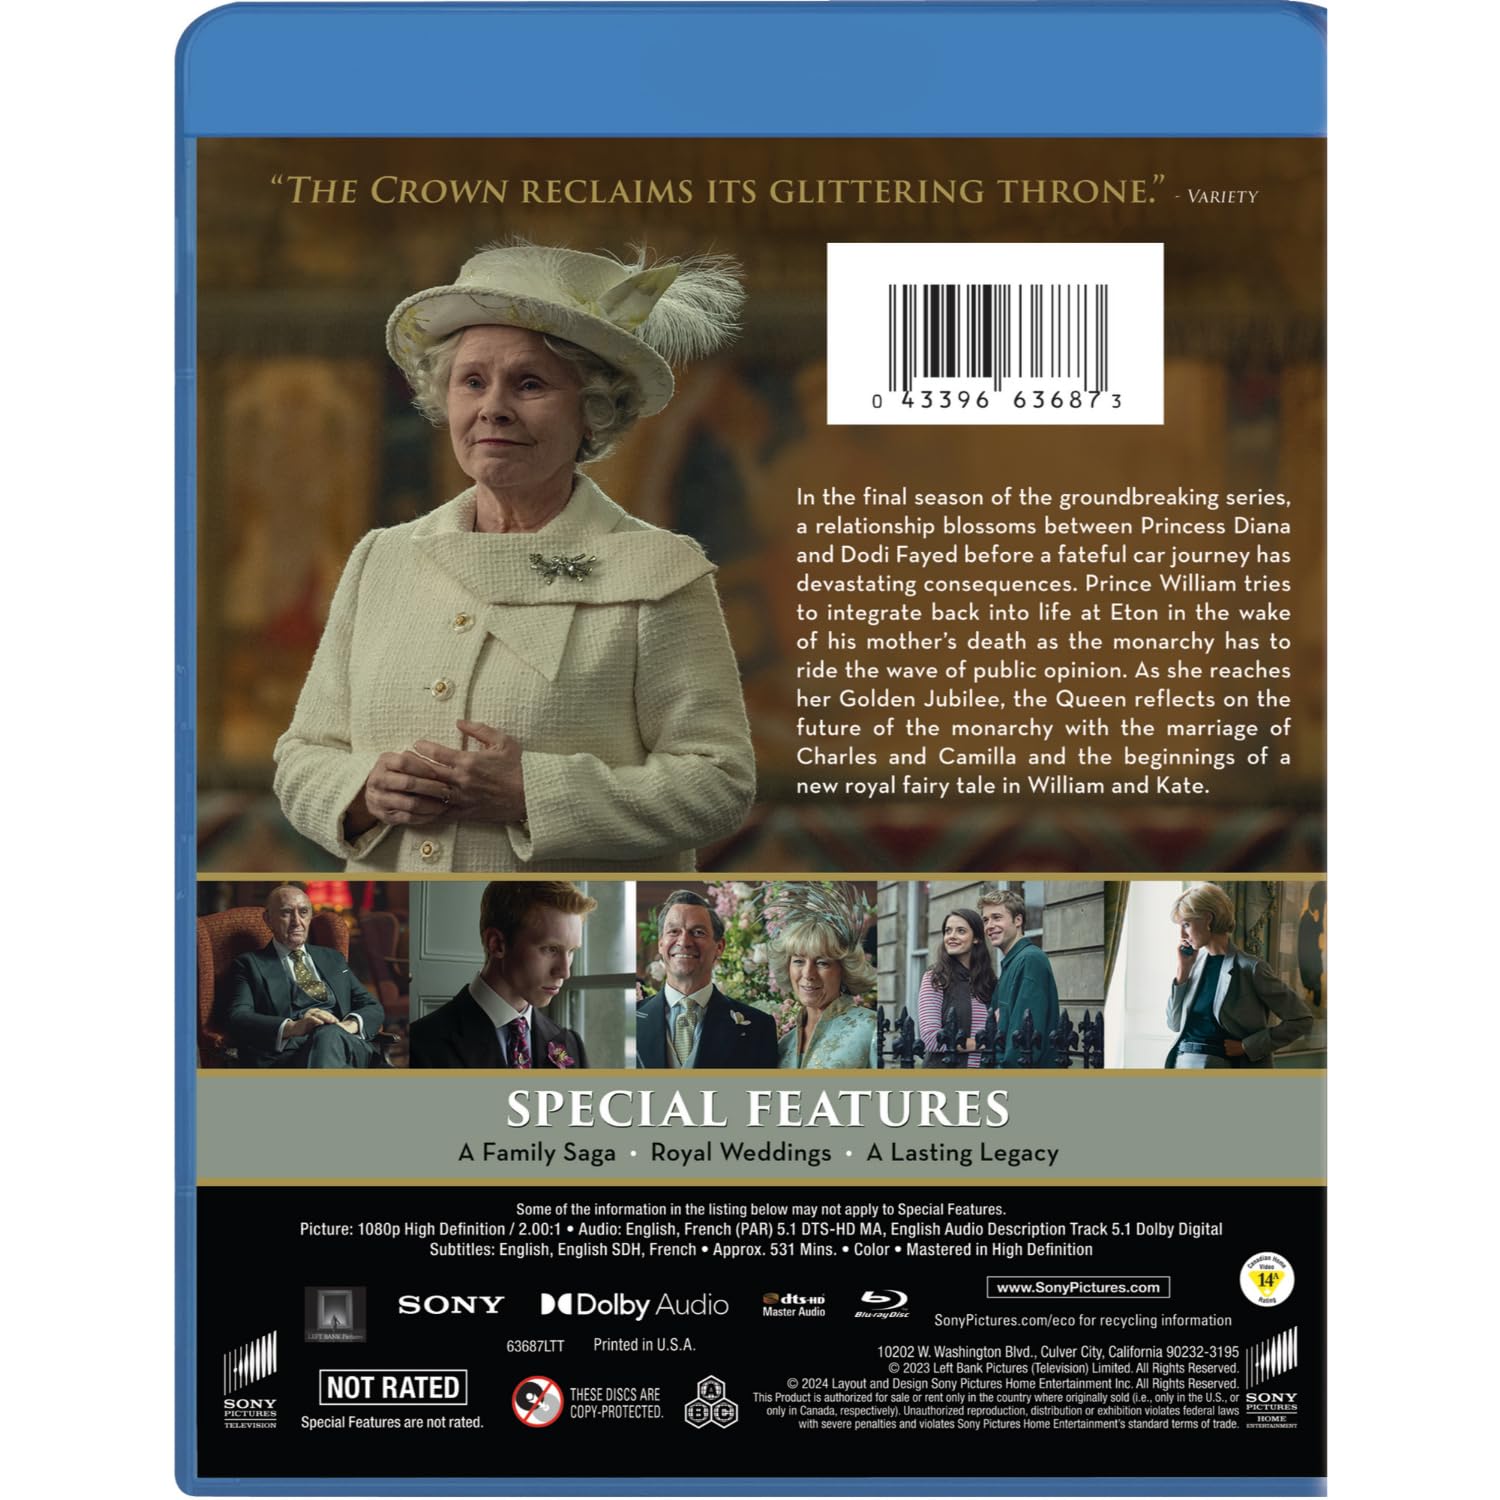 “THE CROWN RECLAIMS ITS GLITTERING THRONE.” - VARIETY
0 43396 63687 3
In the final season of the groundbreaking series,
a relationship blossoms between Princess Diana
and Dodi Fayed before a fateful car journey has
devastating consequences. Prince William tries
to integrate back into life at Eton in the wake
of his mother’s death as the monarchy has to
ride the wave of public opinion. As she reaches
her Golden Jubilee, the Queen reflects on the
future of the monarchy with the marriage of
Charles and Camilla and the beginnings of a
new royal fairy tale in William and Kate.
SPECIAL FEATURES
A Family Saga • Royal Weddings • A Lasting Legacy
Some of the information in the listing below may not apply to Special Features.
Picture: 1080p High Definition / 2.00:1 • Audio: English, French (PAR) 5.1 DTS-HD MA, English Audio Description Track 5.1 Dolby Digital
Subtitles: English, English SDH, French • Approx. 531 Mins. • Color • Mastered in High Definition
LEFT BANK Pictures
SONY
Dolby Audio
dts-HD
Master Audio
Blu-ray Disc
www.SonyPictures.com
SonyPictures.com/eco for recycling information
Canadian Home
Video
14A
Rating
63687LTT Printed in U.S.A.
SONY
PICTURES
TELEVISION
NOT RATED
Special Features are not rated.
THESE DISCS ARE
COPY-PROTECTED.
A
B C
10202 W. Washington Blvd., Culver City, California 90232-3195
© 2023 Left Bank Pictures (Television) Limited. All Rights Reserved.
© 2024 Layout and Design Sony Pictures Home Entertainment Inc. All Rights Reserved.
This Product is authorized for sale or rent only in the country where originally sold (i.e., only in the U.S., or
only in Canada, respectively). Unauthorized reproduction, distribution or exhibition violates federal laws
with severe penalties and violates Sony Pictures Home Entertainment’s standard terms of trade.
SONY
PICTURES
HOME
ENTERTAINMENT